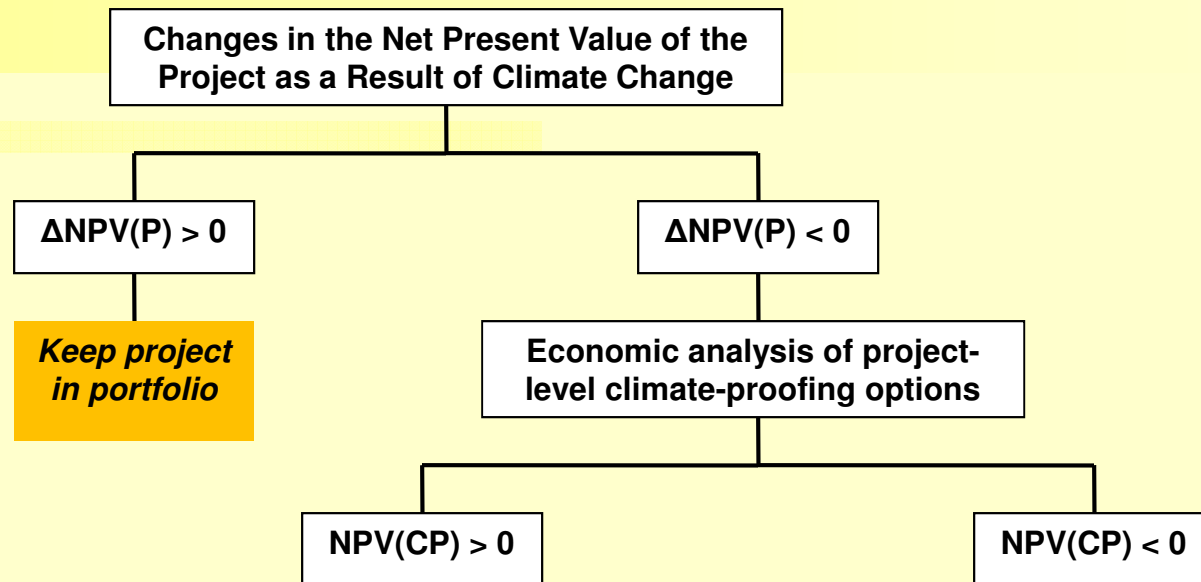 Changes in the Net Present Value of the
Project as a Result of Climate Change
ΔNPV(P) > 0
ΔNPV(P) < 0
Keep project
in portfolio
Economic analysis of project-
level climate-proofing options
NPV(CP) > 0
NPV(CP) < 0